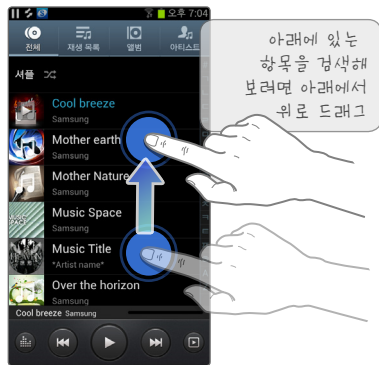 오후 7:04
전체
재생 목록
앨범
아티스트
셔플
Cool breeze
Samsung
Mother earth
Samsung
Mother Nature
Samsung
Music Space
Samsung
Music Title
*Artist name*
Over the horizon
Samsung
Cool breeze Samsung
아래에 있는
항목을 검색해
보려면 아래에서
위로 드래그